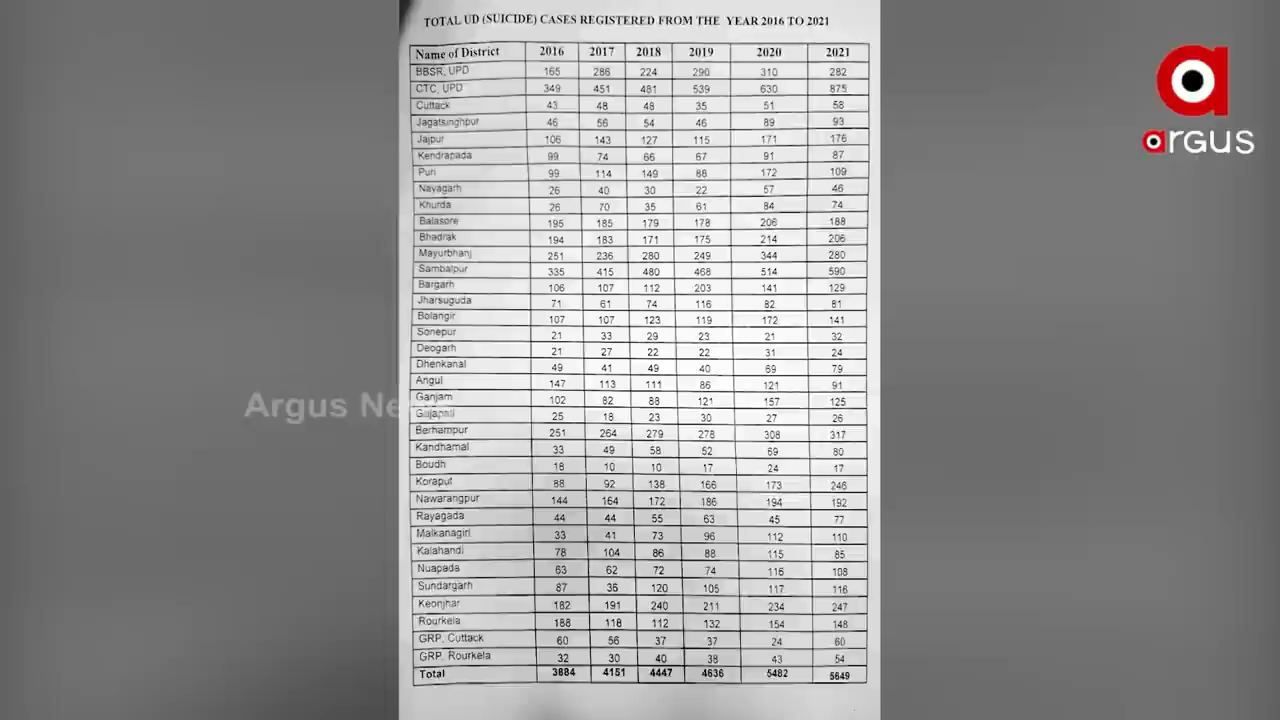 TOTAL UD (SUICIDE) CASES REGISTERED FROM THE YEAR 2016 TO 2021
Name of District 2016 2017 2018 2019 2020 2021
BBSR, UPD 165 286 224 290 310 282
CTC, UPD 349 451 481 539 630 875
Cuttack 43 48 48 35 51 58
Jagatsinghpur 46 56 54 46 89 93
Jajpur 106 143 127 115 171 176
Kendrapada 99 74 66 67 91 87
Puri 99 114 149 88 172 109
Nayagarh 26 40 30 22 57 46
Khurda 26 70 35 61 84 74
Balasore 195 185 179 178 206 188
Bhadrak 194 183 171 175 214 206
Mayurbhanj 251 236 280 249 344 280
Sambalpur 335 415 480 468 514 590
Bargarh 106 107 112 203 141 129
Jharsuguda 71 61 74 116 82 81
Bolangir 107 107 123 119 172 141
Sonepur 21 33 29 23 21 32
Deogarh 21 27 22 22 31 24
Dhenkanal 49 41 49 40 69 79
Angul 147 113 111 86 121 91
Ganjam 102 82 88 121 157 125
Gajapati 25 18 23 30 27 26
Berhampur 251 264 279 278 308 317
Kandhamal 33 49 58 52 69 80
Boudh 18 10 10 17 24 17
Koraput 88 92 138 166 173 246
Nawarangpur 144 164 172 186 194 192
Rayagada 44 44 55 63 45 77
Malkanagiri 33 41 73 96 112 110
Kalahandi 78 104 86 88 115 85
Nuapada 63 62 72 74 116 108
Sundargarh 87 36 120 105 117 116
Keonjhar 182 191 240 211 234 247
Rourkela 188 118 112 132 154 148
GRP, Cuttack 60 56 37 37 24 60
GRP, Rourkela 32 30 40 38 43 54
Total 3884 4151 4447 4636 5482 5649
argus
Argus Ne